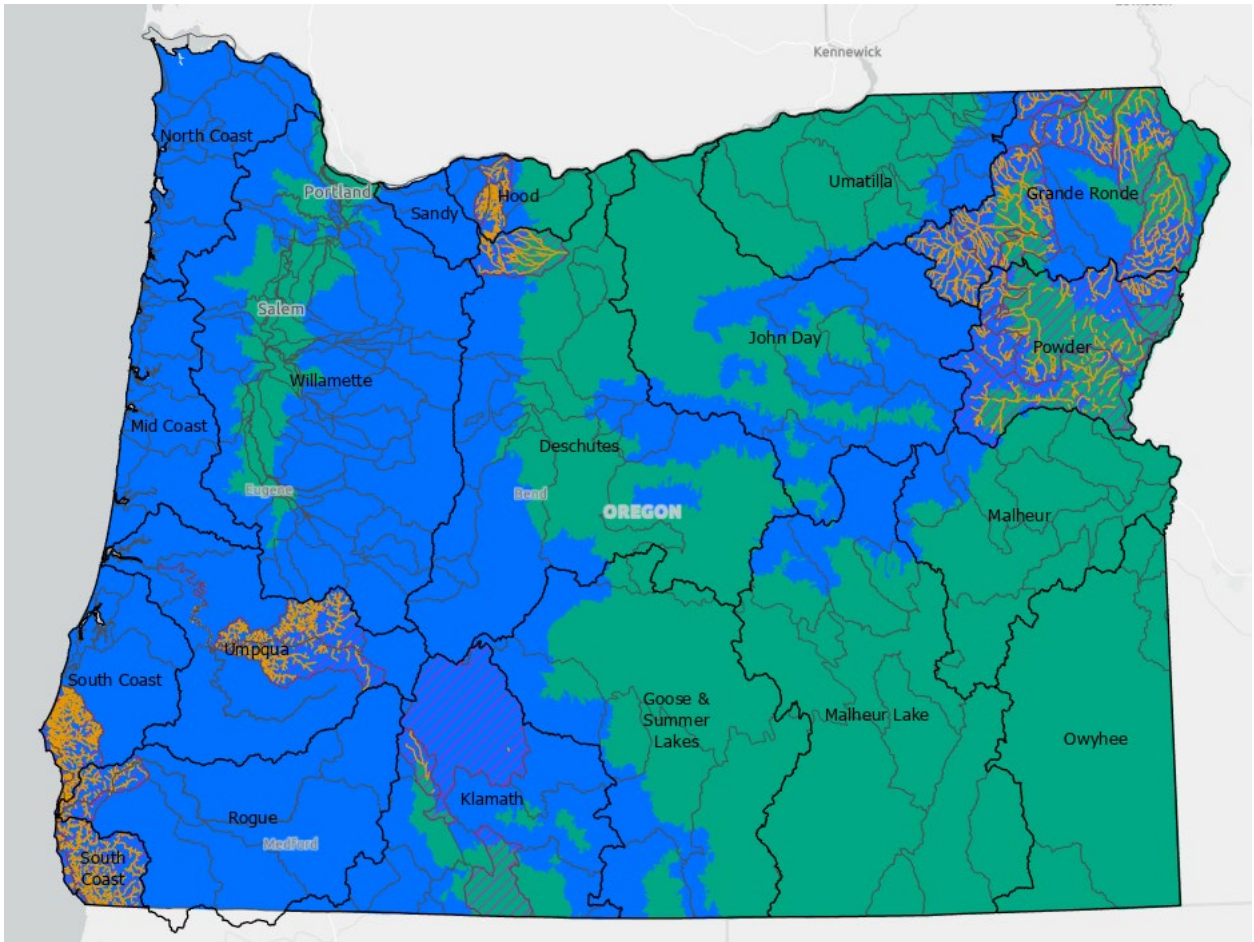 Kennewick
North Coast
Portland
Sandy
Hood
Umatilla
Grande Ronde
Salem
Willamette
John Day
Powder
Mid Coast
Deschutes
Eugene
Bend
OREGON
Malheur
Umpqua
South Coast
Goose &
Summer
Lakes
Malheur Lake
Owyhee
Klamath
Rogue
Medford
South
Coast